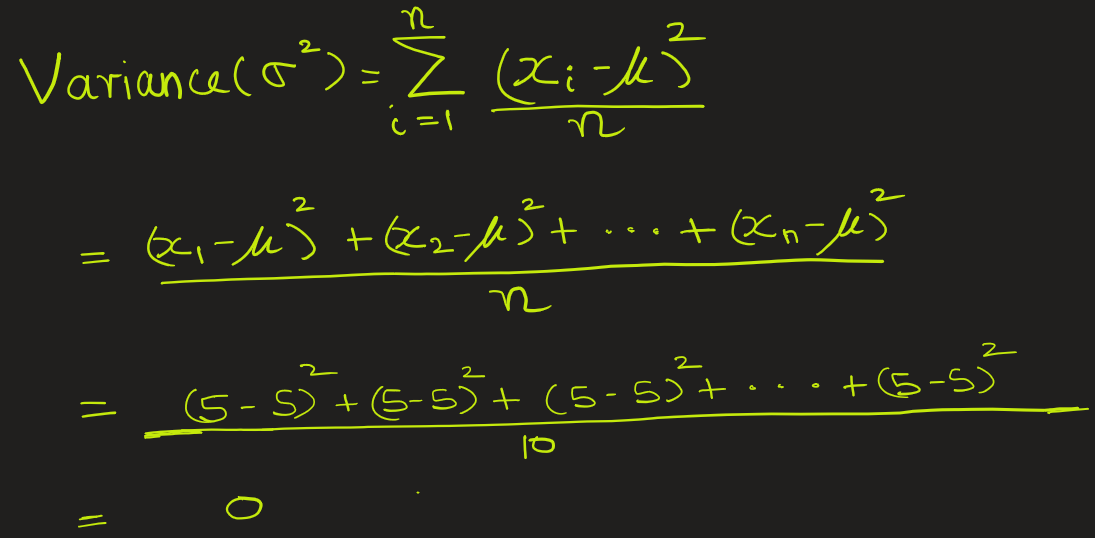 Variance(σ²) = ∑ⁿᵢ₌₁ (xᵢ-μ)² / n
= (x₁-μ)² + (x₂-μ)² + ... + (xₙ-μ)² / n
= (5-5)² + (5-5)² + (5-5)² + .... + (5-5)² / 10
= 0